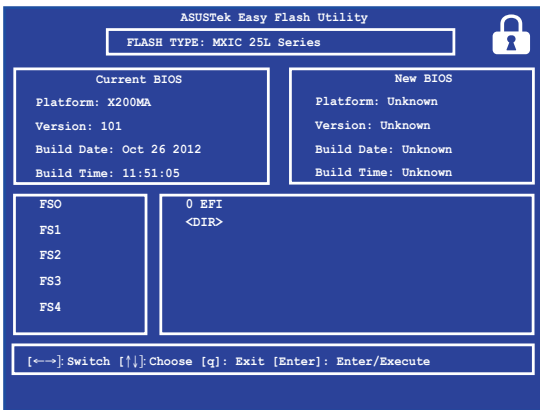 ASUSTek Easy Flash Utility
FLASH TYPE: MXIC 25L Series
Current BIOS
Platform: X200MA
Version: 101
Build Date: Oct 26 2012
Build Time: 11:51:05
New BIOS
Platform: Unknown
Version: Unknown
Build Date: Unknown
Build Time: Unknown
FS0
FS1
FS2
FS3
FS4
0 EFI
<DIR>
[←→]: Switch [↑↓]: Choose [q]: Exit [Enter]: Enter/Execute